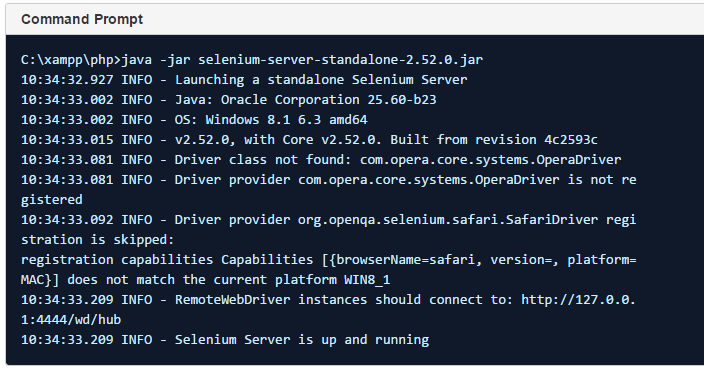 Command Prompt
C:\xampp\php>java -jar selenium-server-standalone-2.52.0.jar
10:34:32.927 INFO - Launching a standalone Selenium Server
10:34:33.002 INFO - Java: Oracle Corporation 25.60-b23
10:34:33.002 INFO - OS: Windows 8.1 6.3 amd64
10:34:33.015 INFO - v2.52.0, with Core v2.52.0. Built from revision 4c2593c
10:34:33.081 INFO - Driver class not found: com.opera.core.systems.OperaDriver
10:34:33.081 INFO - Driver provider com.opera.core.systems.OperaDriver is not re
gistered
10:34:33.092 INFO - Driver provider org.openqa.selenium.safari.SafariDriver regi
stration is skipped:
registration capabilities Capabilities [{browserName=safari, version=, platform=
MAC}] does not match the current platform WIN8_1
10:34:33.209 INFO - RemoteWebDriver instances should connect to: http://127.0.0.
1:4444/wd/hub
10:34:33.209 INFO - Selenium Server is up and running